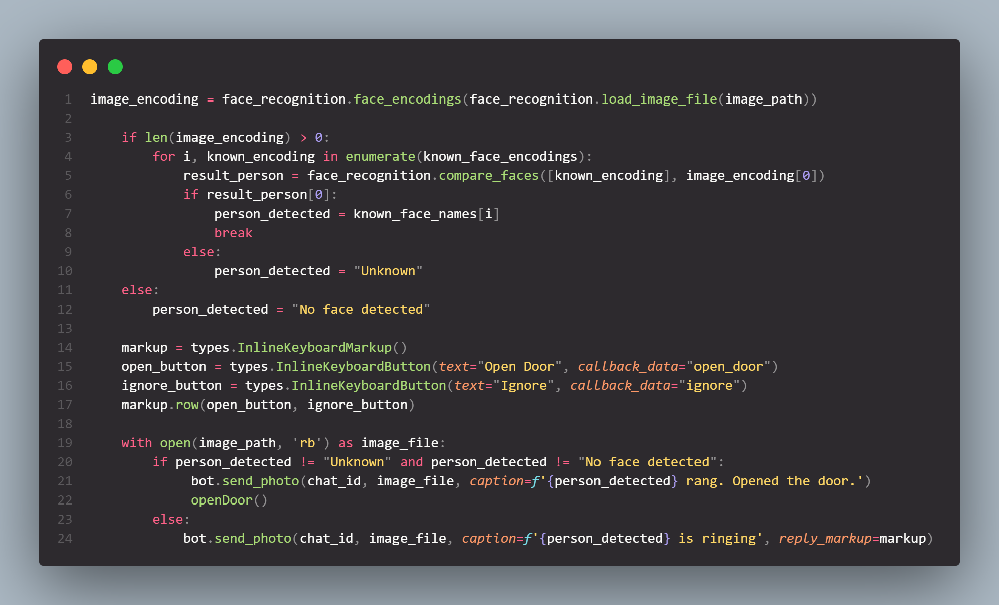 1 image_encoding = face_recognition.face_encodings(face_recognition.load_image_file(image_path))
2
3     if len(image_encoding) > 0:
4         for i, known_encoding in enumerate(known_face_encodings):
5             result_person = face_recognition.compare_faces([known_encoding], image_encoding[0])
6             if result_person[0]:
7                 person_detected = known_face_names[i]
8                 break
9             else:
10                 person_detected = "Unknown"
11     else:
12         person_detected = "No face detected"
13
14     markup = types.InlineKeyboardMarkup()
15     open_button = types.InlineKeyboardButton(text="Open Door", callback_data="open_door")
16     ignore_button = types.InlineKeyboardButton(text="Ignore", callback_data="ignore")
17     markup.row(open_button, ignore_button)
18
19     with open(image_path, 'rb') as image_file:
20         if person_detected != "Unknown" and person_detected != "No face detected":
21              bot.send_photo(chat_id, image_file, caption=f'{person_detected} rang. Opened the door.')
22              openDoor()
23         else:
24             bot.send_photo(chat_id, image_file, caption=f'{person_detected} is ringing', reply_markup=markup)